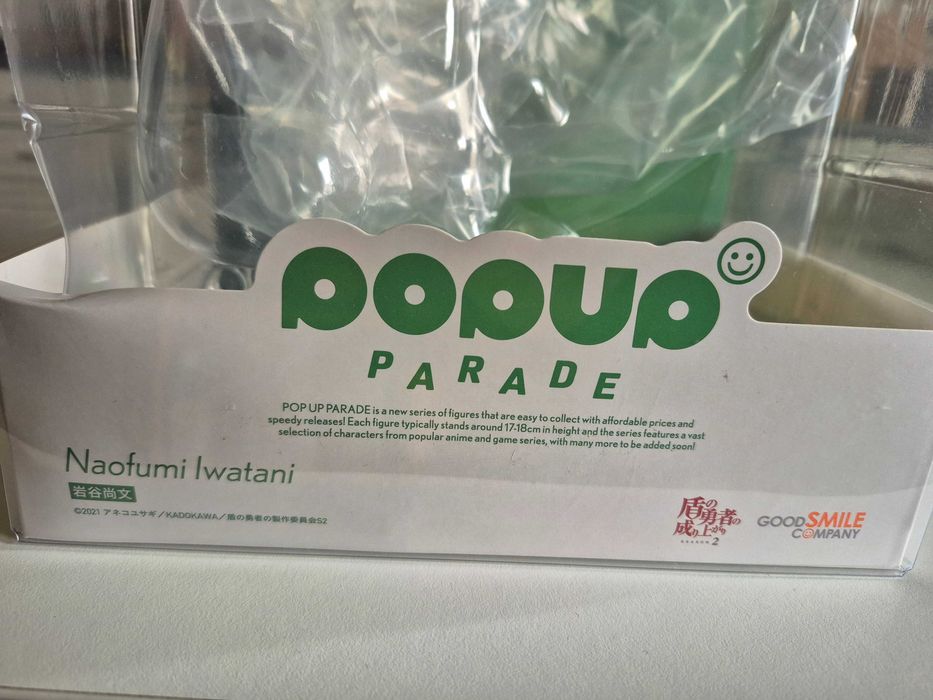 POPUP
PARADE
POP UP PARADE is a new series of figures that are easy to collect with affordable prices and
speedy releases! Each figure typically stands around 17-18cm in height and the series features a vast
selection of characters from popular anime and game series, with many more to be added soon!
Naofumi Iwatani
岩谷尚文
©2021 アネコユサギ/KADOKAWA/盾の勇者の製作委員会S2
盾の勇者の
成り上がり
SEASON 2
GOODSMILE
COMPANY